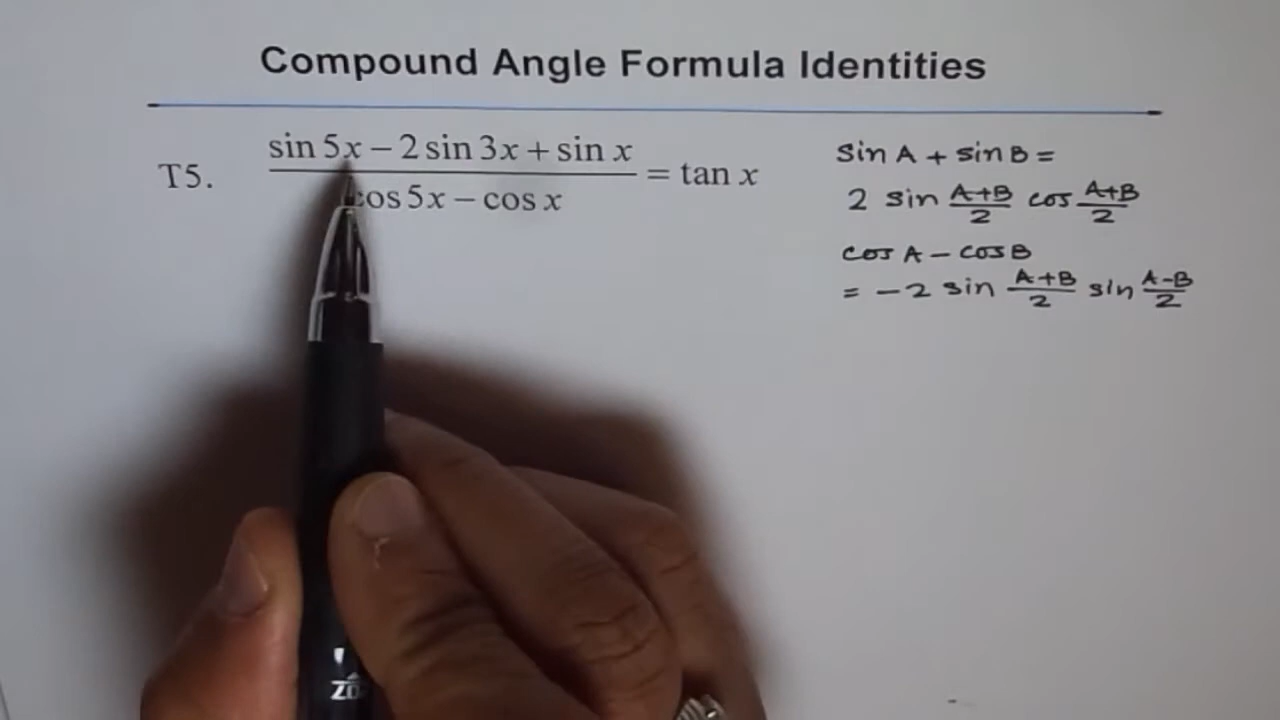 Compound Angle Formula Identities
T5. (sin 5x − 2 sin 3x + sin x) / (cos 5x − cos x) = tan x
sin A + sin B =
2 sin (A+B)/2 cos (A+B)/2
cos A − cos B
= −2 sin (A+B)/2 sin (A−B)/2